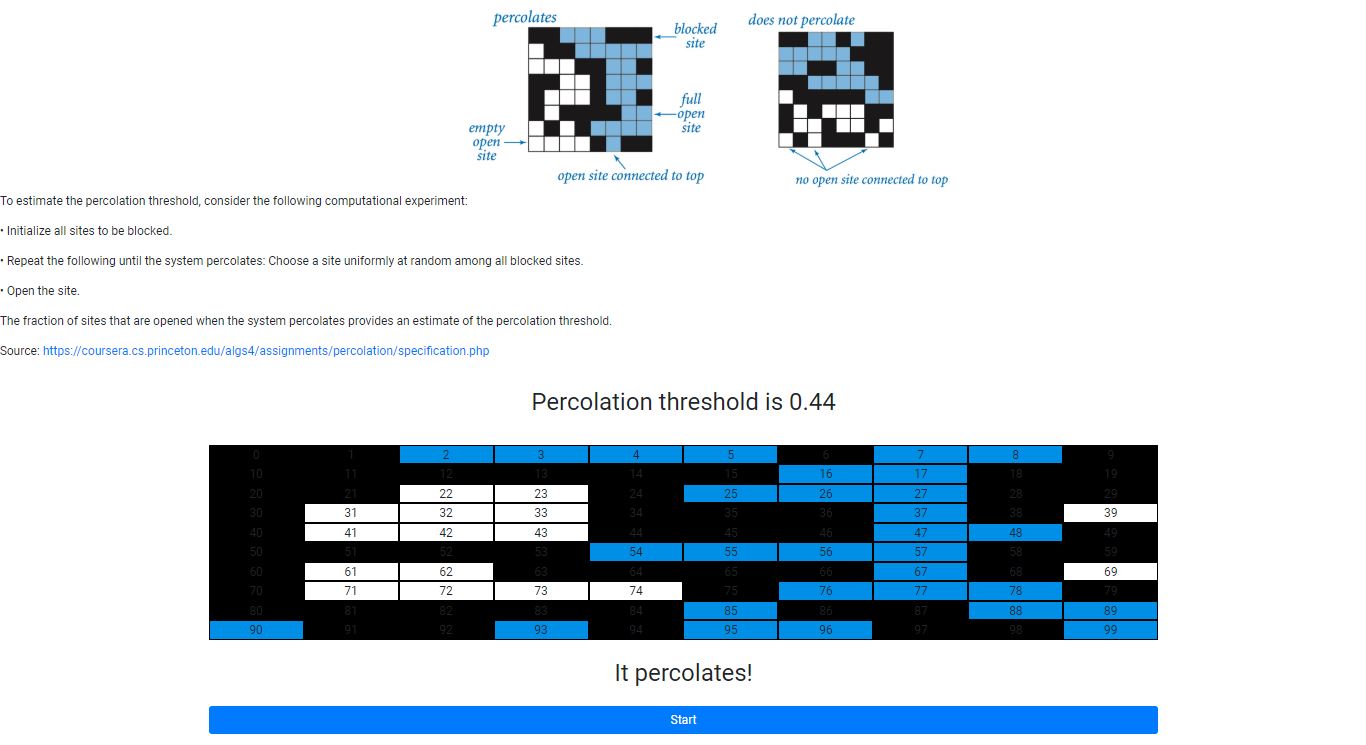 percolates
does not percolate
blocked
site
full
open
site
empty
open
site
open site connected to top
no open site connected to top
To estimate the percolation threshold, consider the following computational experiment:
• Initialize all sites to be blocked.
• Repeat the following until the system percolates: Choose a site uniformly at random among all blocked sites.
• Open the site.
The fraction of sites that are opened when the system percolates provides an estimate of the percolation threshold.
Source: https://coursera.cs.princeton.edu/algs4/assignments/percolation/specification.php
Percolation threshold is 0.44
0 1 2 3 4 5 6 7 8 9
10 11 12 13 14 15 16 17 18 19
20 21 22 23 24 25 26 27 28 29
30 31 32 33 34 35 36 37 38 39
40 41 42 43 44 45 46 47 48 49
50 51 52 53 54 55 56 57 58 59
60 61 62 63 64 65 66 67 68 69
70 71 72 73 74 75 76 77 78 79
80 81 82 83 84 85 86 87 88 89
90 91 92 93 94 95 96 97 98 99
It percolates!
Start